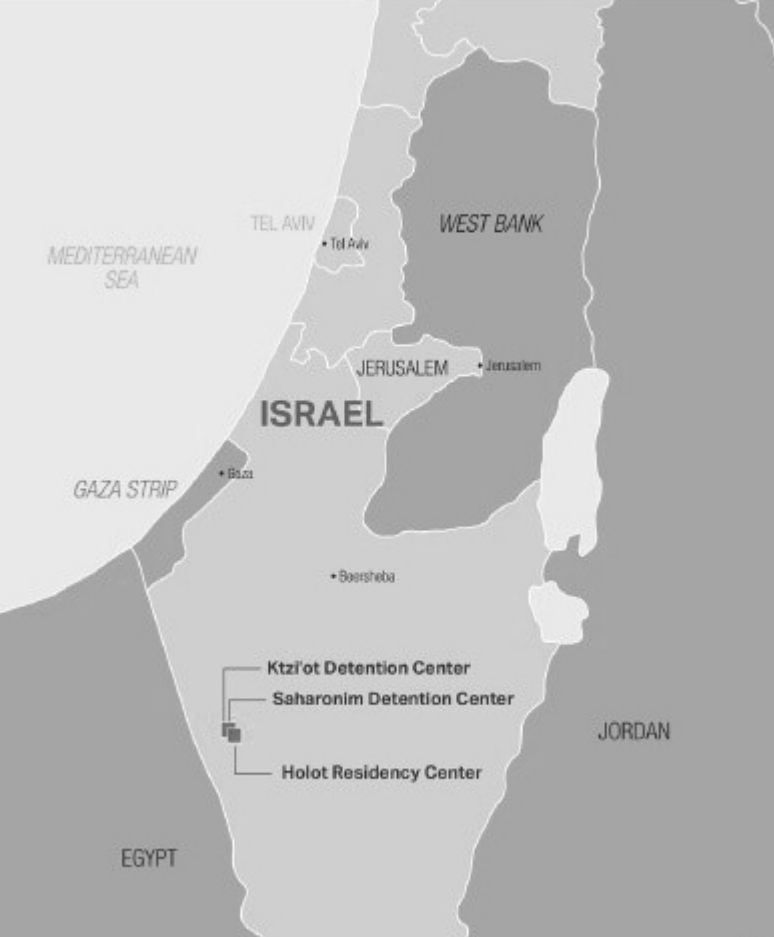 TEL AVIV
Tel Aviv
WEST BANK
MEDITERRANEAN
SEA
JERUSALEM
Jerusalem
ISRAEL
Gaza
GAZA STRIP
Beersheba
Ktzi'ot Detention Center
Saharonim Detention Center
JORDAN
Holot Residency Center
EGYPT